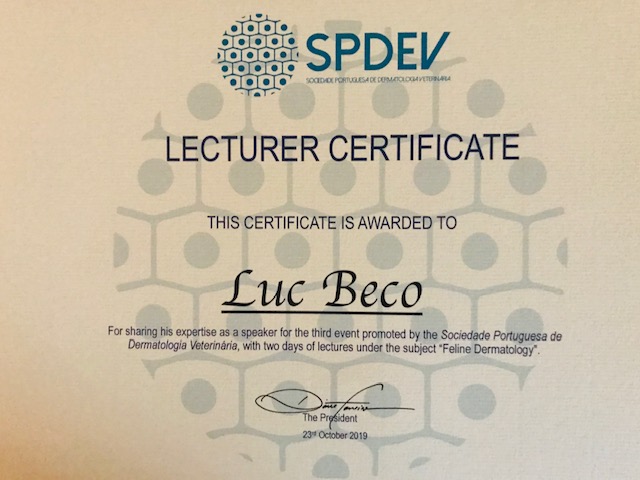 SPDEV
SOCIEDADE PORTUGUESA DE DERMATOLOGIA VETERINÁRIA
LECTURER CERTIFICATE
THIS CERTIFICATE IS AWARDED TO
Luc Beco
For sharing his expertise as a speaker for the third event promoted by the Sociedade Portuguesa de
Dermatologia Veterinária, with two days of lectures under the subject “Feline Dermatology”.
The President
23rd October 2019